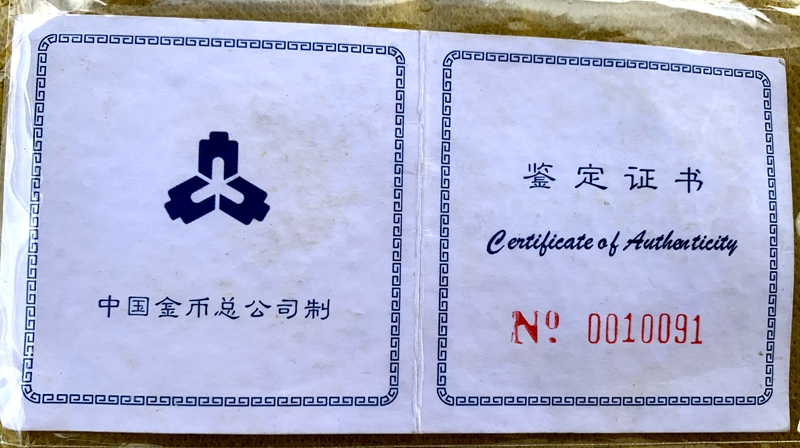 中国金币总公司制
鉴定证书
Certificate of Authenticity
Nº 0010091